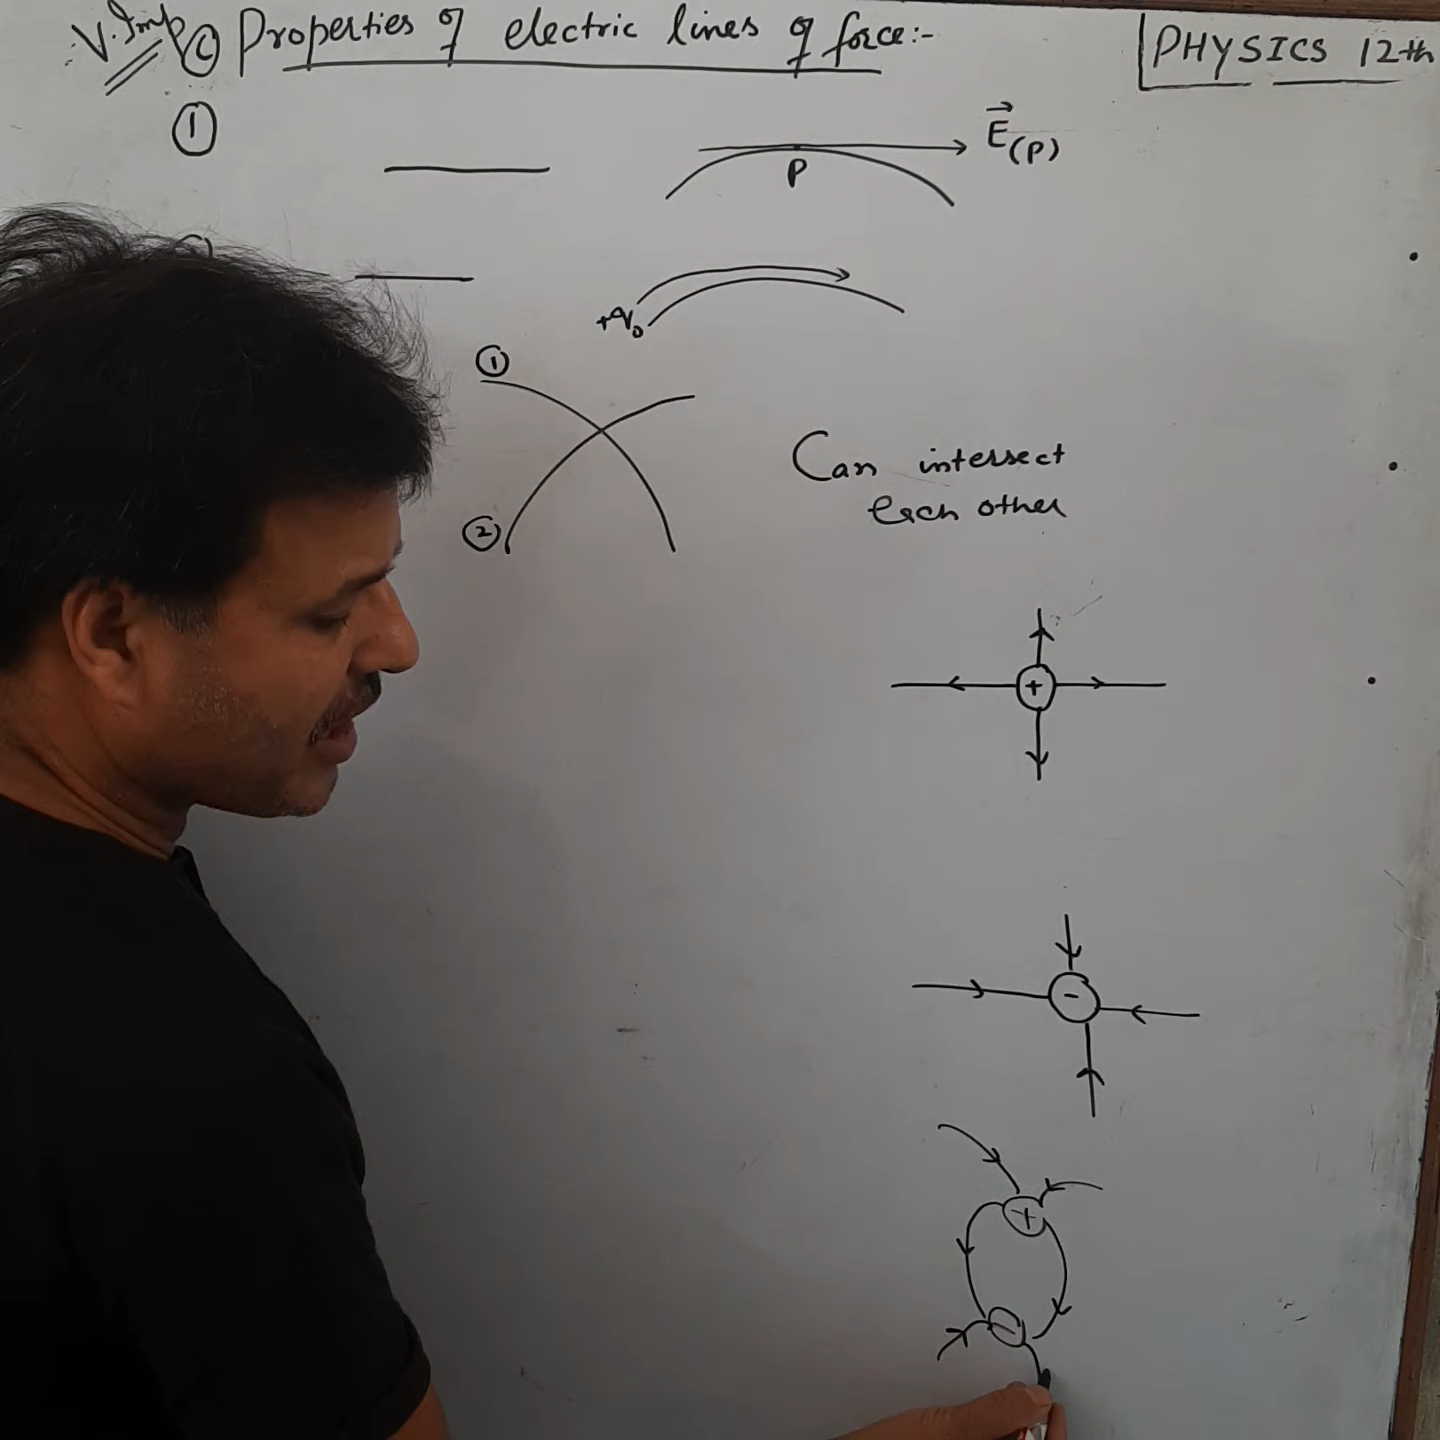 V. Imp (c) Properties of electric lines of force:-
PHYSICS 12th
①
E⃗(P)
P
+q₀
①
②
Can intersect
each other
+
-
+
-